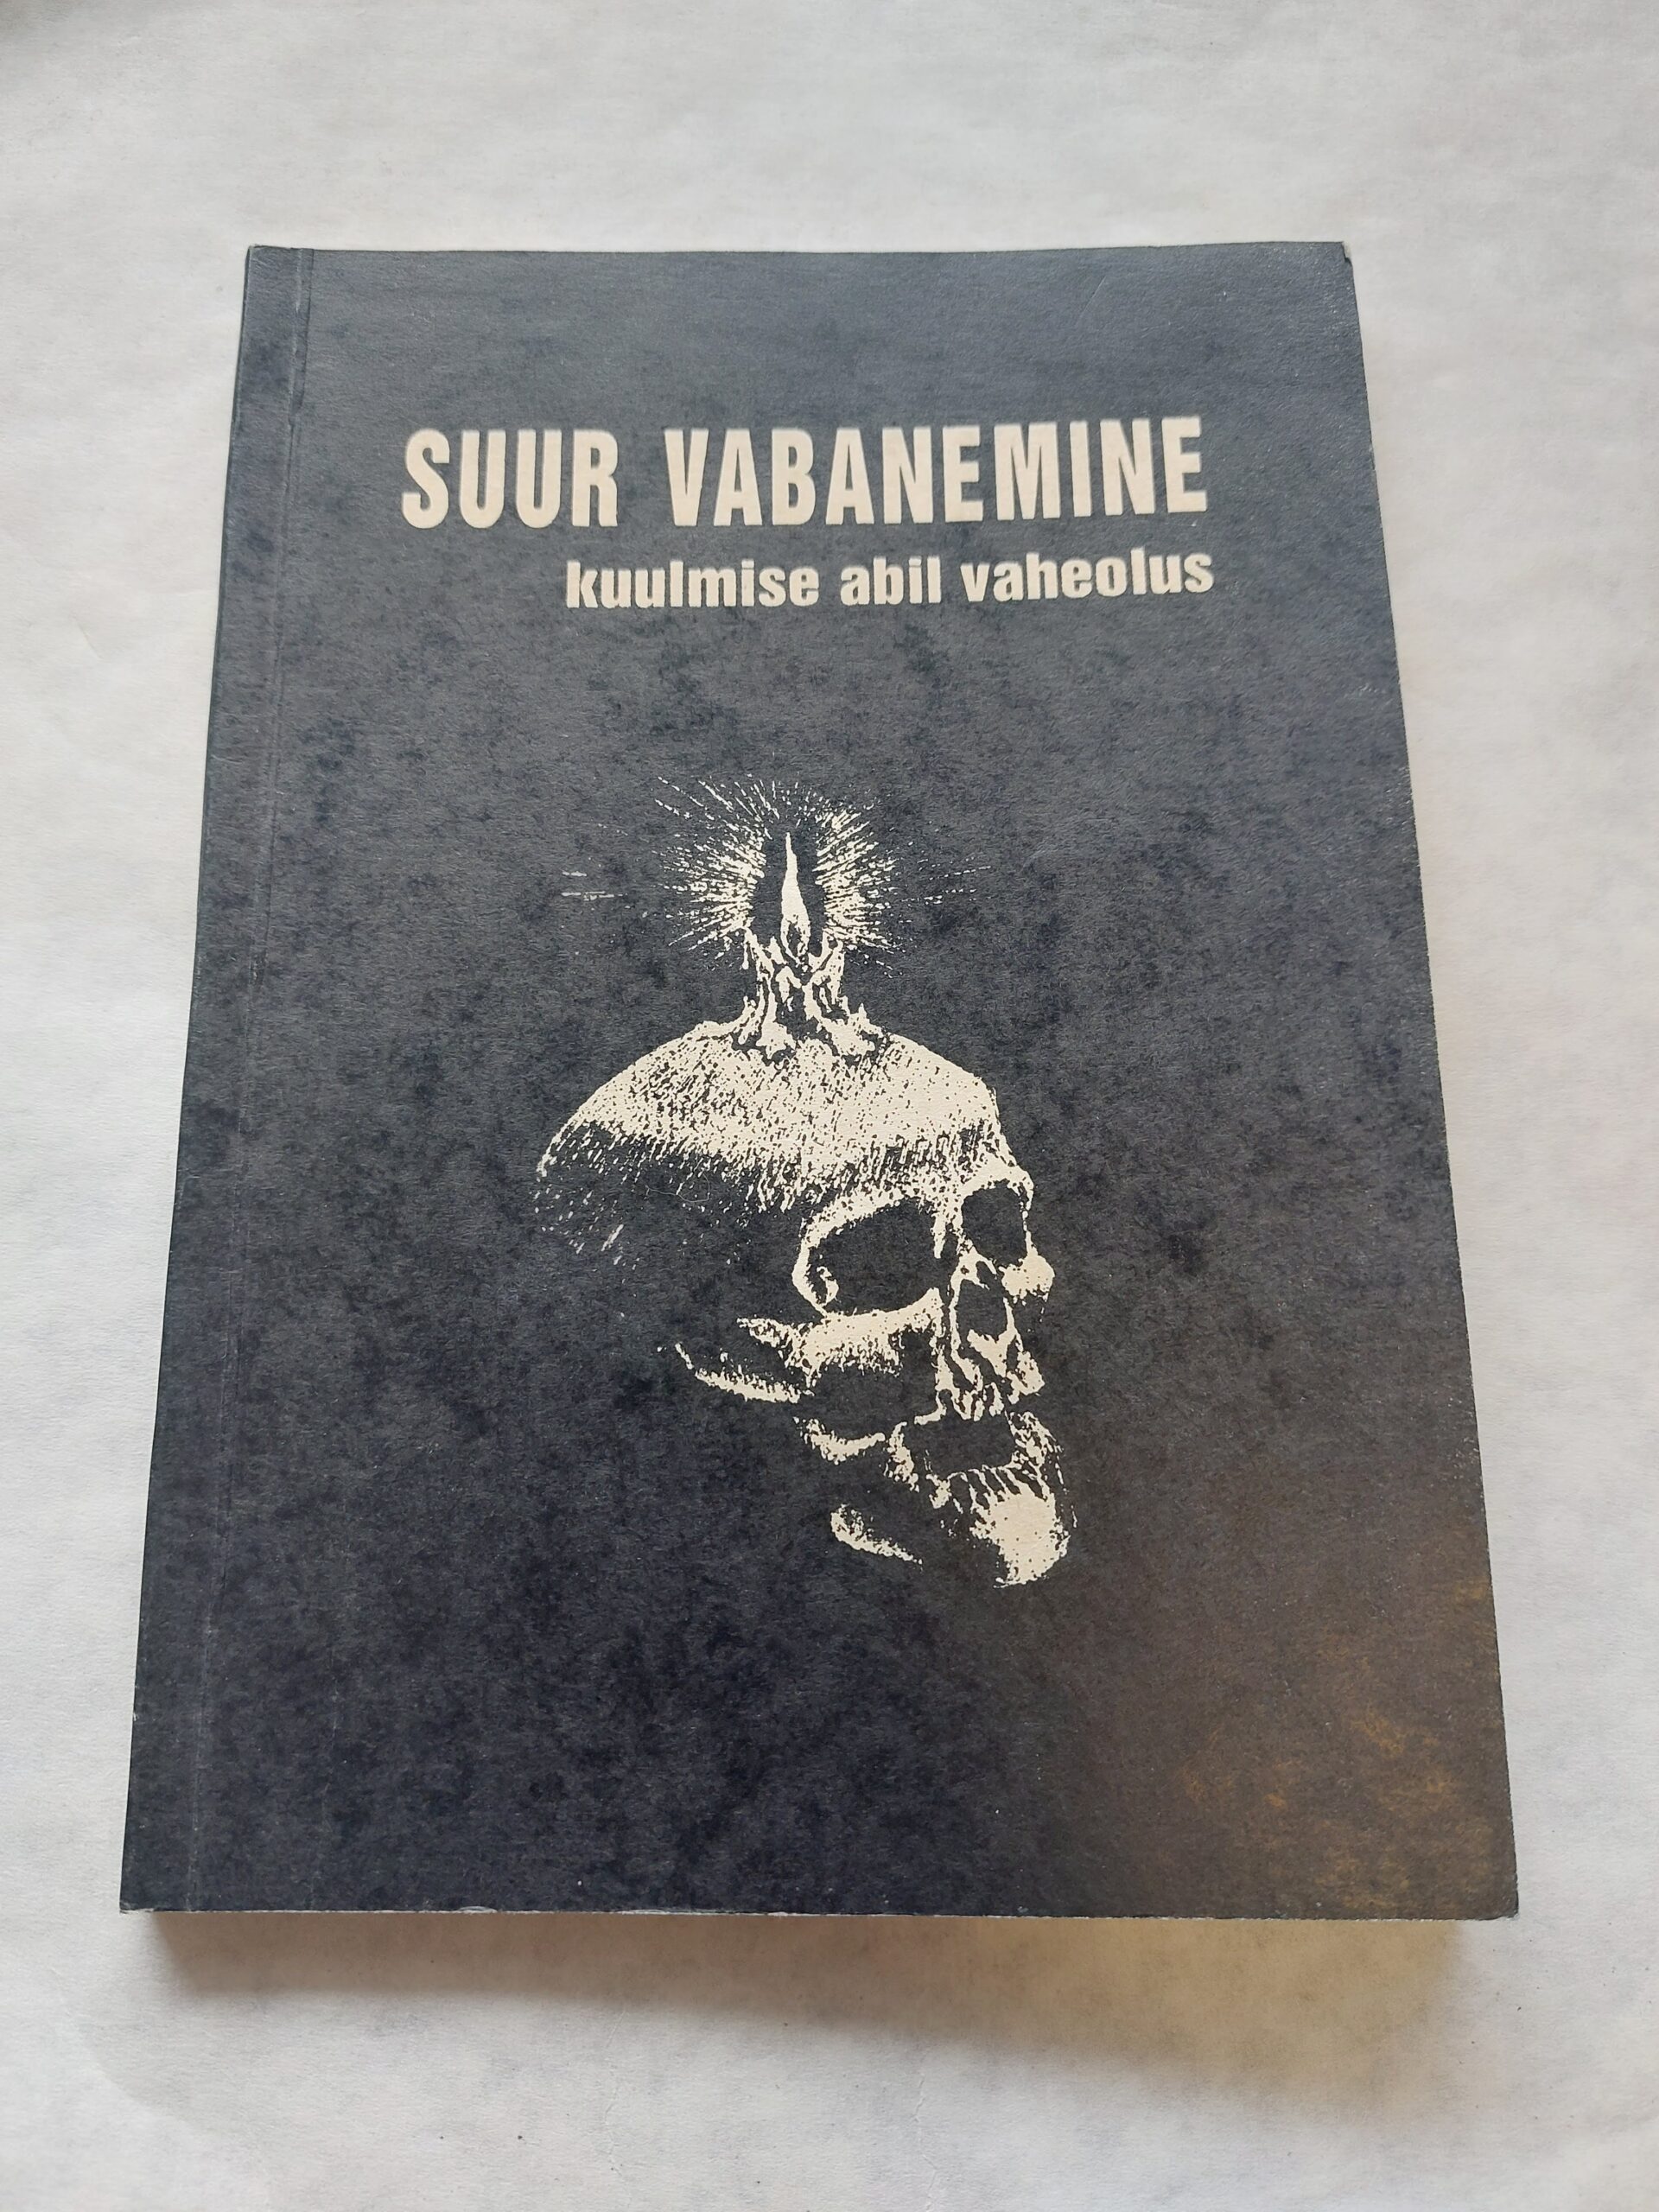 SUUR VABANEMINE
kuulmise abil vaheolus